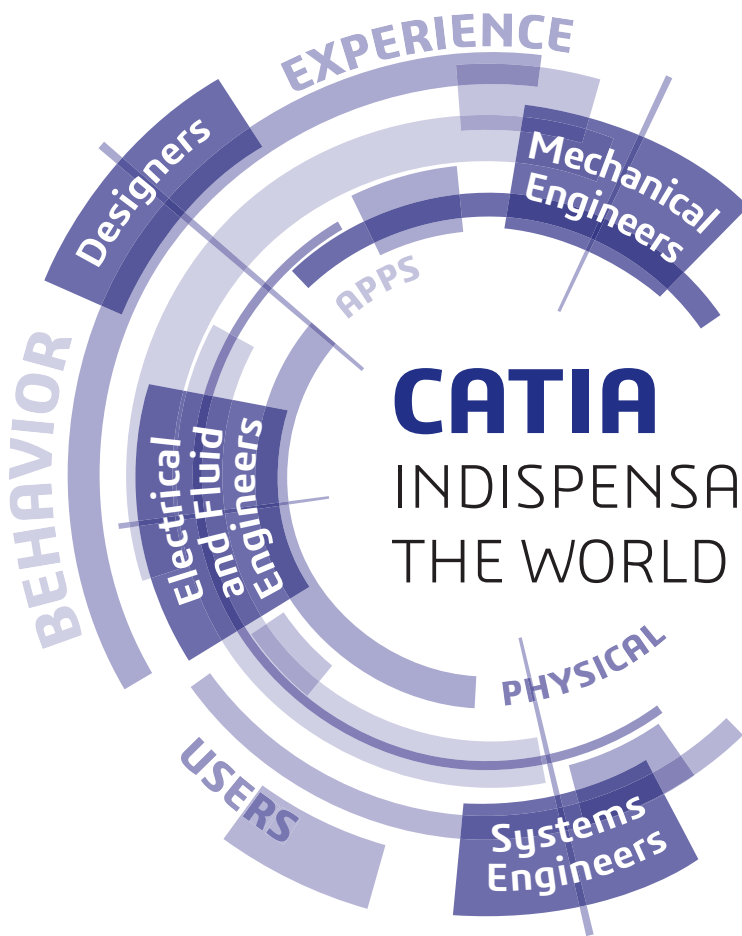 EXPERIENCE
Designers
Mechanical
Engineers
APPS
BEHAVIOR
CATIA
INDISPENSA
THE WORLD
Electrical
and Fluid
Engineers
PHYSICAL
USERS
Systems
Engineers